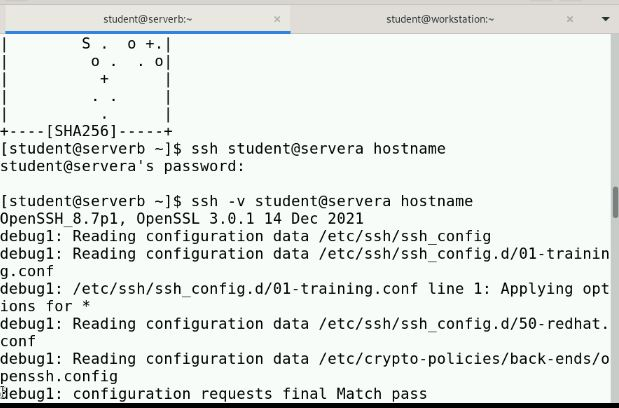 student@serverb:~ × student@workstation:~ ×
| S . o +.|
| o . . o|
| + |
| . . |
| . |
+----[SHA256]-----+
[student@serverb ~]$ ssh student@servera hostname
student@servera's password:
[student@serverb ~]$ ssh -v student@servera hostname
OpenSSH_8.7p1, OpenSSL 3.0.1 14 Dec 2021
debug1: Reading configuration data /etc/ssh/ssh_config
debug1: Reading configuration data /etc/ssh/ssh_config.d/01-trainin
g.conf
debug1: /etc/ssh/ssh_config.d/01-training.conf line 1: Applying opt
ions for *
debug1: Reading configuration data /etc/ssh/ssh_config.d/50-redhat.
conf
debug1: Reading configuration data /etc/crypto-policies/back-ends/o
penssh.config
debug1: configuration requests final Match pass